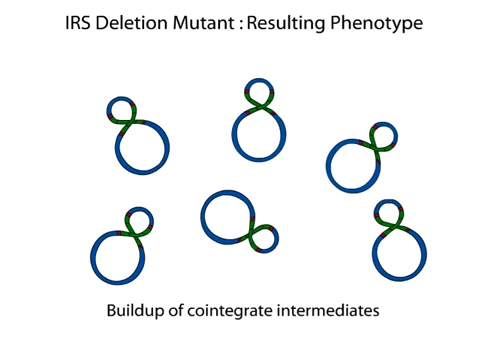 IRS Deletion Mutant : Resulting Phenotype
Buildup of cointegrate intermediates